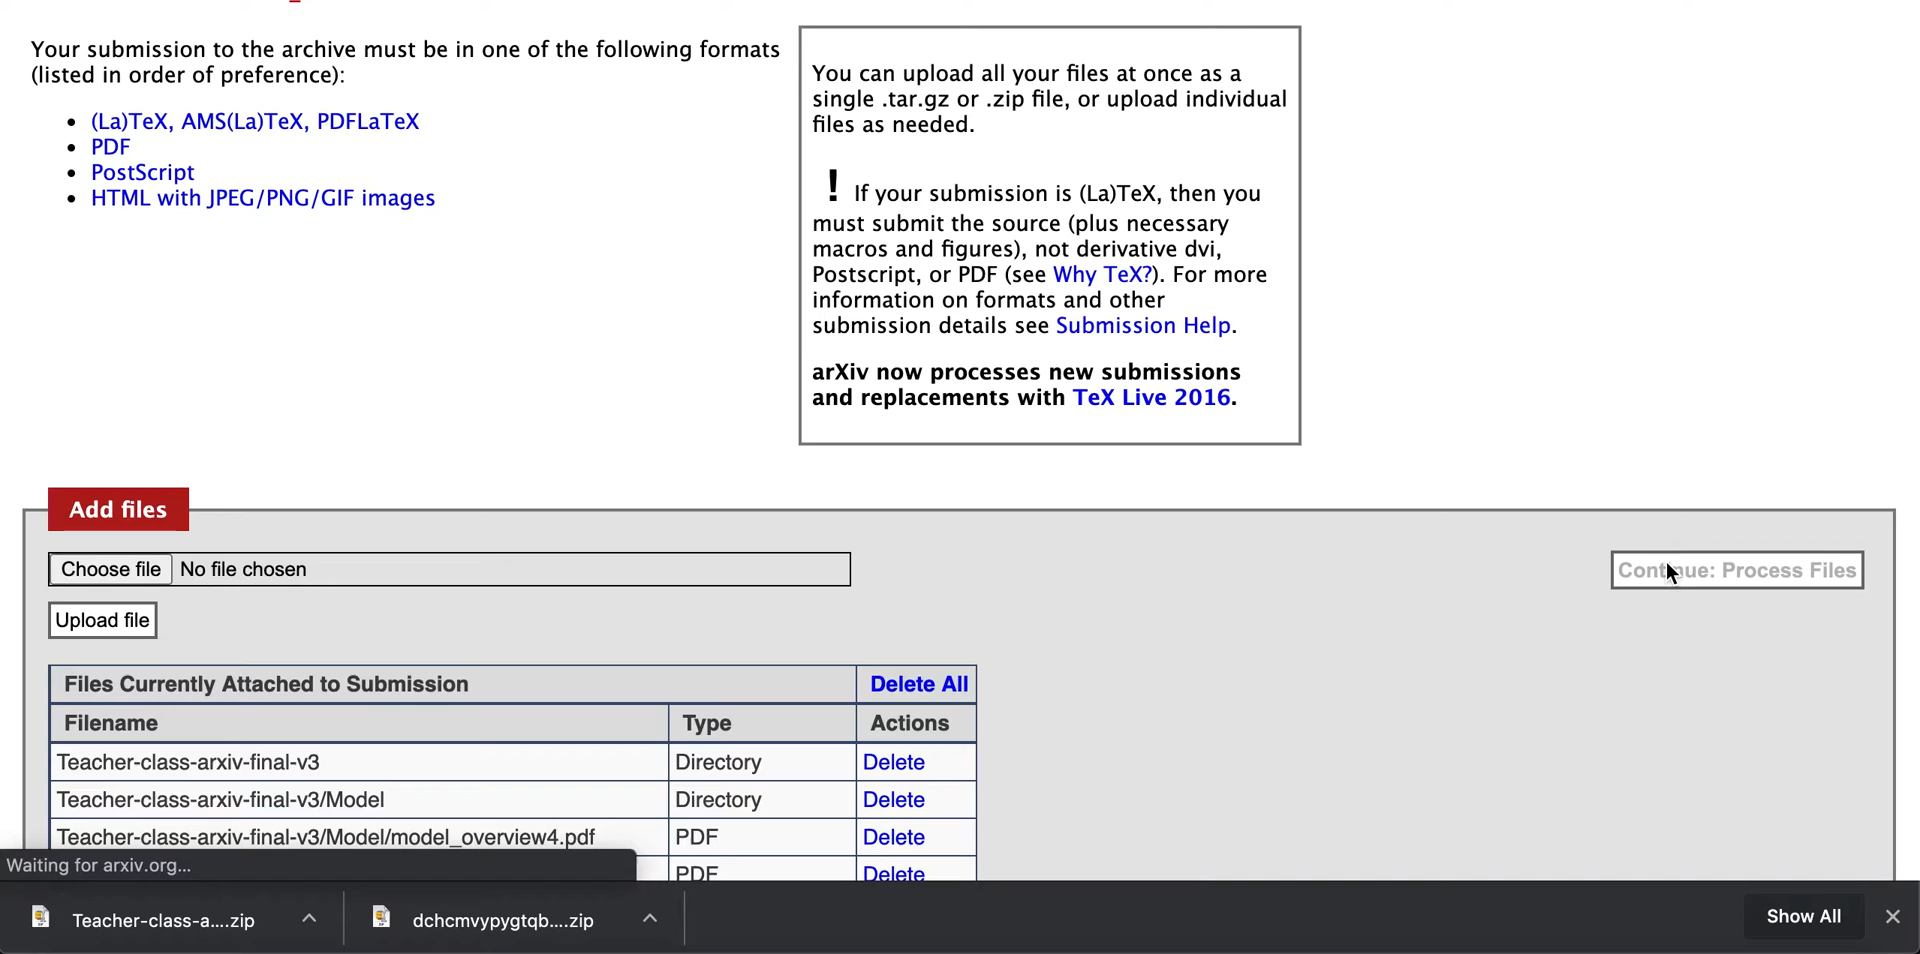 Your submission to the archive must be in one of the following formats
(listed in order of preference):
(La)TeX, AMS(La)TeX, PDFLaTeX
PDF
PostScript
HTML with JPEG/PNG/GIF images
You can upload all your files at once as a
single .tar.gz or .zip file, or upload individual
files as needed.
! If your submission is (La)TeX, then you
must submit the source (plus necessary
macros and figures), not derivative dvi,
Postscript, or PDF (see Why TeX?). For more
information on formats and other
submission details see Submission Help.
arXiv now processes new submissions
and replacements with TeX Live 2016.
Add files
Choose file No file chosen
Continue: Process Files
Upload file
Files Currently Attached to Submission Delete All
Filename Type Actions
Teacher-class-arxiv-final-v3 Directory Delete
Teacher-class-arxiv-final-v3/Model Directory Delete
Teacher-class-arxiv-final-v3/Model/model_overview4.pdf PDF Delete
PDF Delete
Waiting for arxiv.org...
Teacher-class-a....zip dchcmvypygtqb....zip Show All